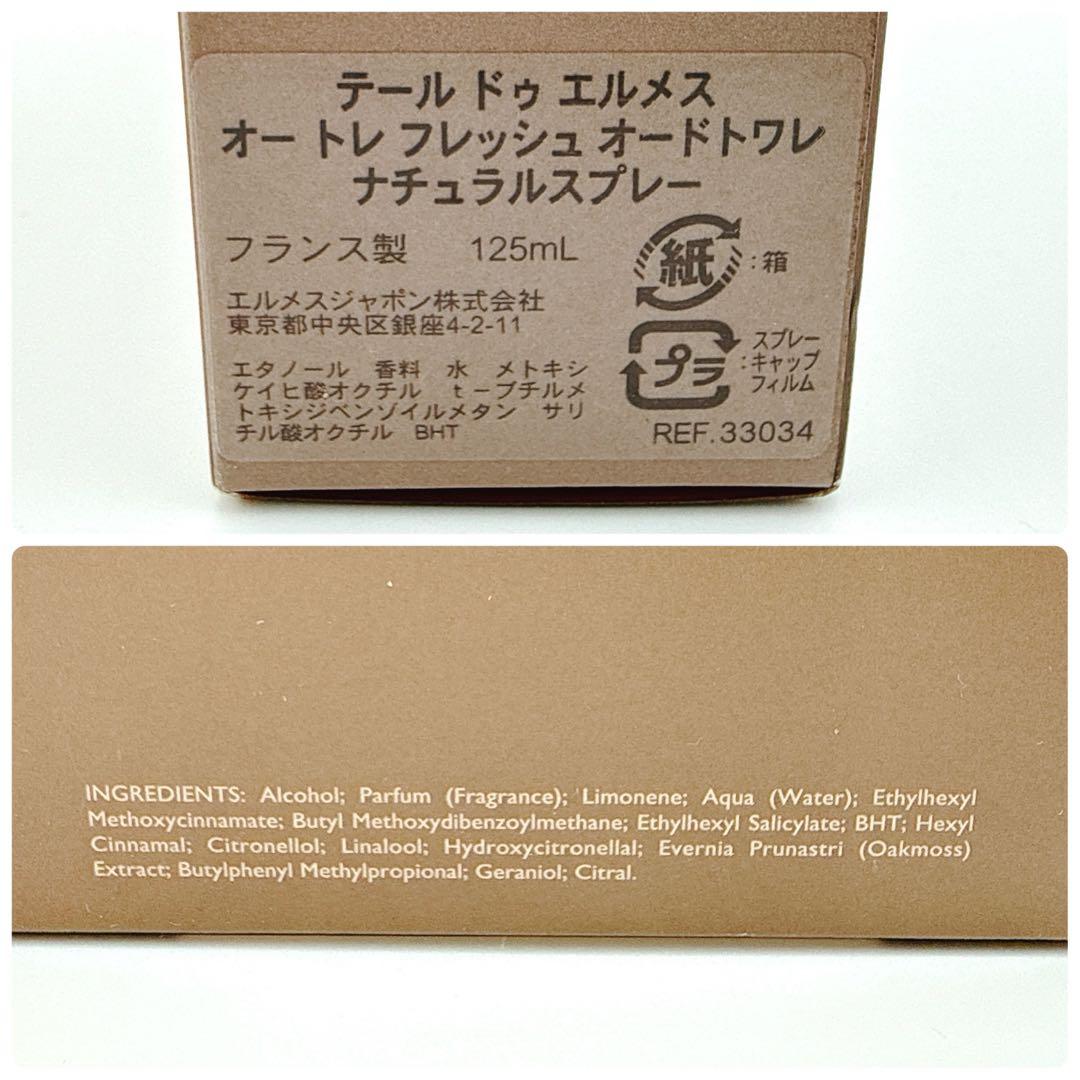 テール ドゥ エルメス
オー トレ フレッシュ オードトワレ
ナチュラルスプレー
フランス製 125mL
紙 :箱
エルメスジャポン株式会社
東京都中央区銀座4-2-11
プラ :スプレー
キャップ
フィルム
エタノール 香料 水 メトキシ
ケイヒ酸オクチル t−ブチルメ
トキシジベンゾイルメタン サリ
チル酸オクチル BHT
REF.33034
INGREDIENTS: Alcohol; Parfum (Fragrance); Limonene; Aqua (Water); Ethylhexyl
Methoxycinnamate; Butyl Methoxydibenzoylmethane; Ethylhexyl Salicylate; BHT; Hexyl
Cinnamal; Citronellol; Linalool; Hydroxycitronellal; Evernia Prunastri (Oakmoss)
Extract; Butylphenyl Methylpropional; Geraniol; Citral.